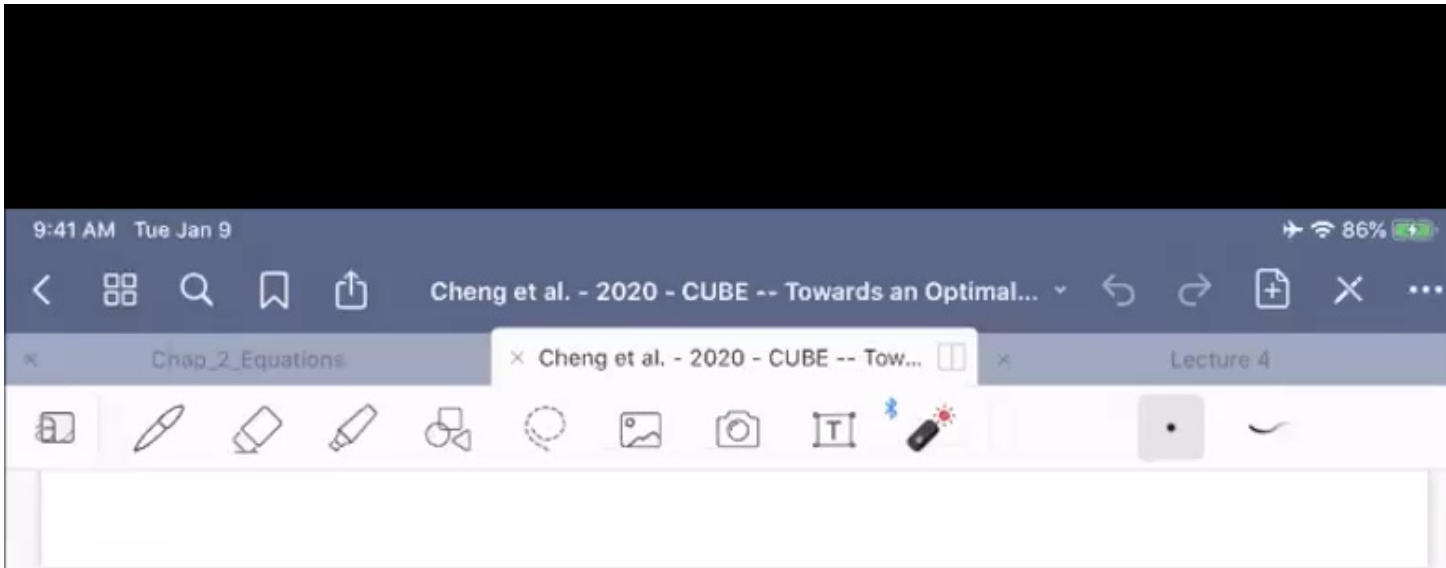 9:41 AM Tue Jan 9
86%
Cheng et al. - 2020 - CUBE -- Towards an Optimal...
Chap_2_Equations
Cheng et al. - 2020 - CUBE -- Tow...
Lecture 4
T